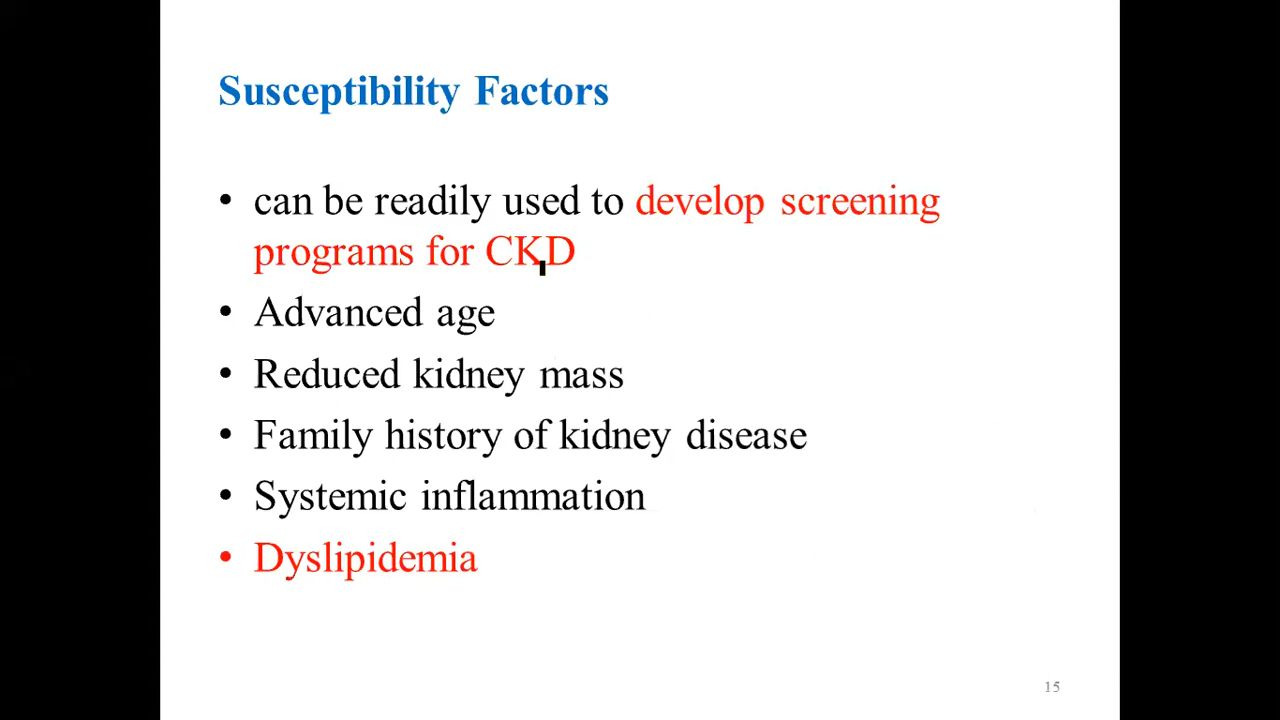 Susceptibility Factors
• can be readily used to develop screening
programs for CKD
• Advanced age
• Reduced kidney mass
• Family history of kidney disease
• Systemic inflammation
• Dyslipidemia
15